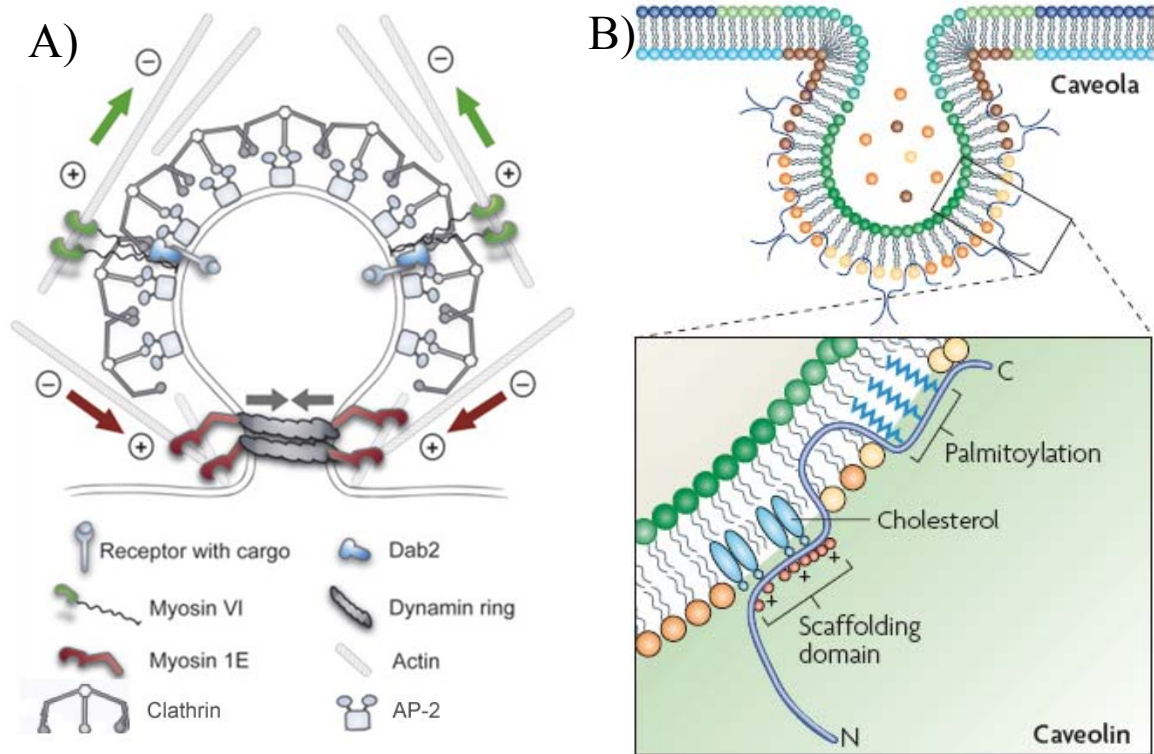 A)
−
−
+
+
−
−
+
+
Receptor with cargo
Dab2
Myosin VI
Dynamin ring
Myosin 1E
Actin
Clathrin
AP-2
B)
Caveola
C
Palmitoylation
Cholesterol
+
+
+
Scaffolding
domain
N
Caveolin